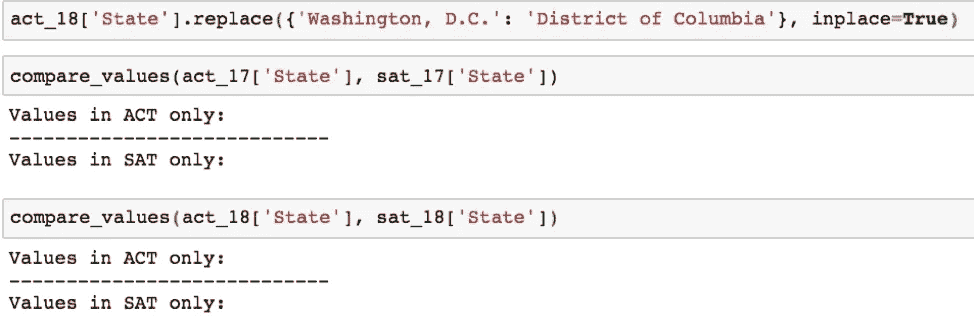 act_18['State'].replace({'Washington, D.C.': 'District of Columbia'}, inplace=True)
compare_values(act_17['State'], sat_17['State'])
Values in ACT only:
----------------------------
Values in SAT only:
compare_values(act_18['State'], sat_18['State'])
Values in ACT only:
----------------------------
Values in SAT only: